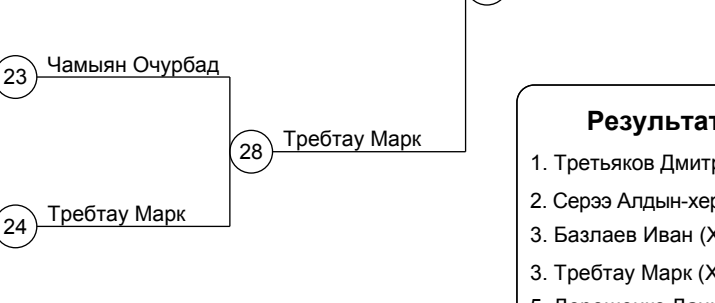 23
Чамыян Очурбад
28
Требтау Марк
24
Требтау Марк
Результат
1. Третьяков Дмитр
2. Серээ Алдын-хер
3. Базлаев Иван (Х
3. Требтау Марк (Х